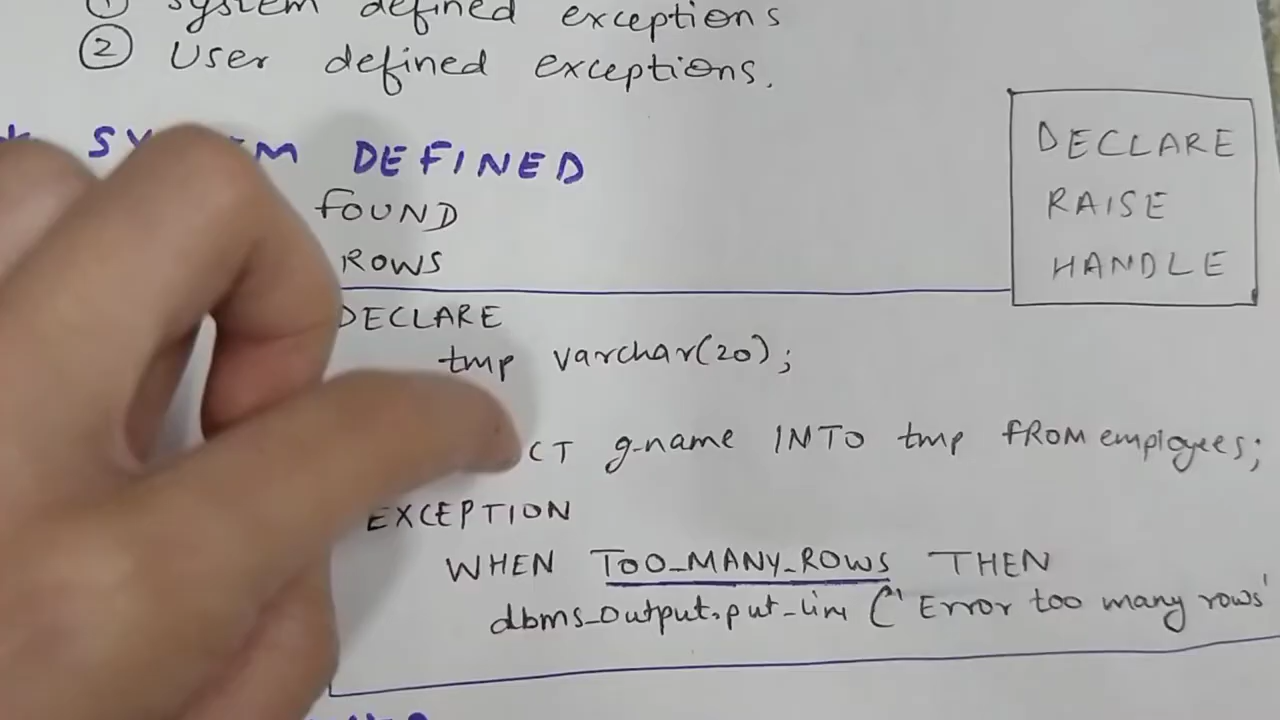 ① system defined exceptions
② User defined exceptions.
DEFINED
FOUND
ROWS
DECLARE
RAISE
HANDLE
DECLARE
tmp varchar(20);
CT g-name INTO tmp FROM employees;
EXCEPTION
WHEN TOO_MANY_ROWS THEN
dbms_output.put_line ('Error too many rows'